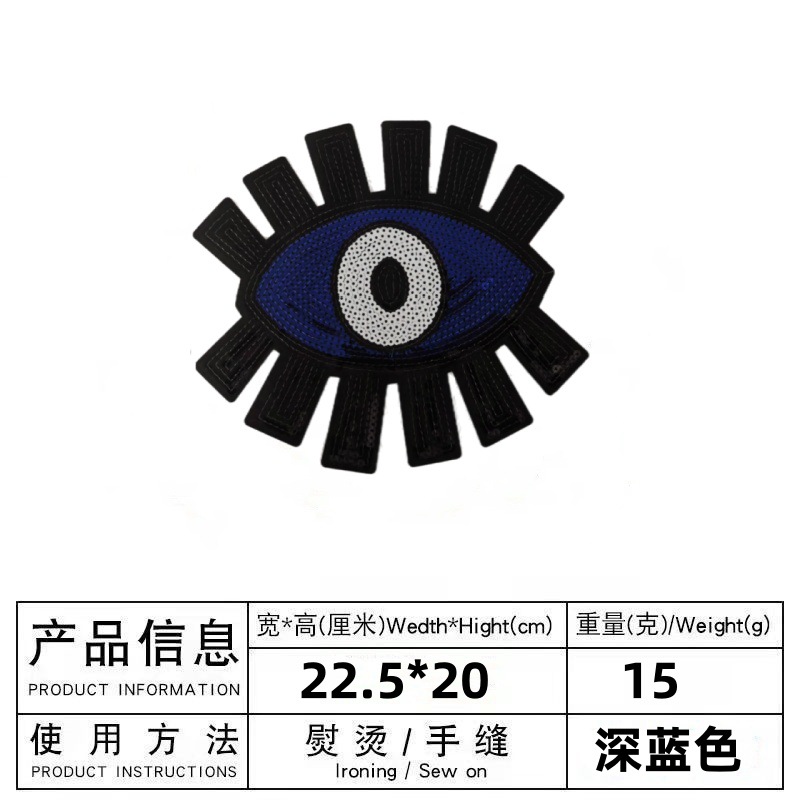 产品信息
PRODUCT INFORMATION
宽*高(厘米)Wedth*Hight(cm)
重量(克)/Weight(g)
22.5*20
15
使用方法
PRODUCT INSTRUCTIONS
熨烫/手缝
Ironing / Sew on
深蓝色